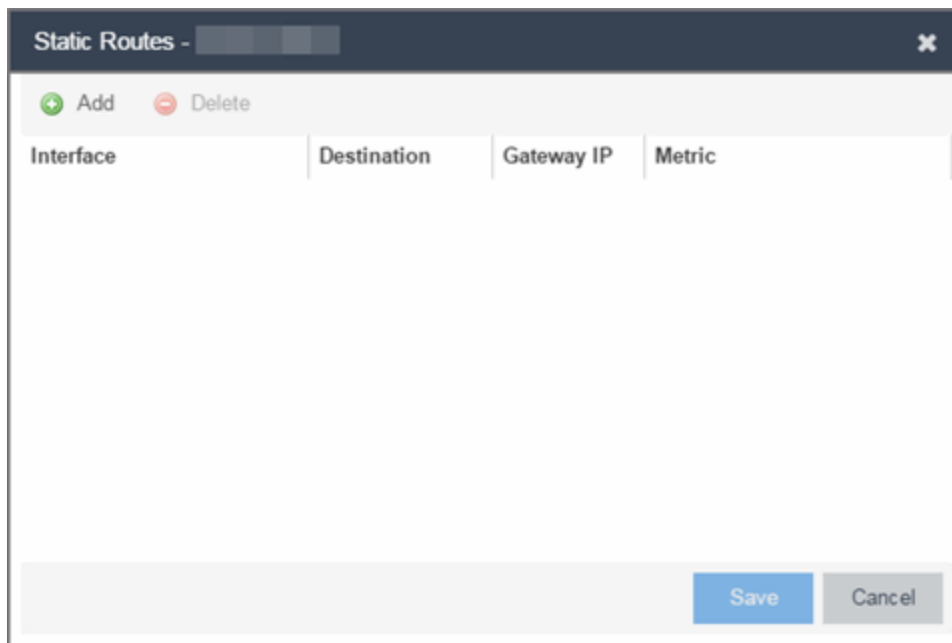 Static Routes -
Add Delete
Interface Destination Gateway IP Metric
Save Cancel